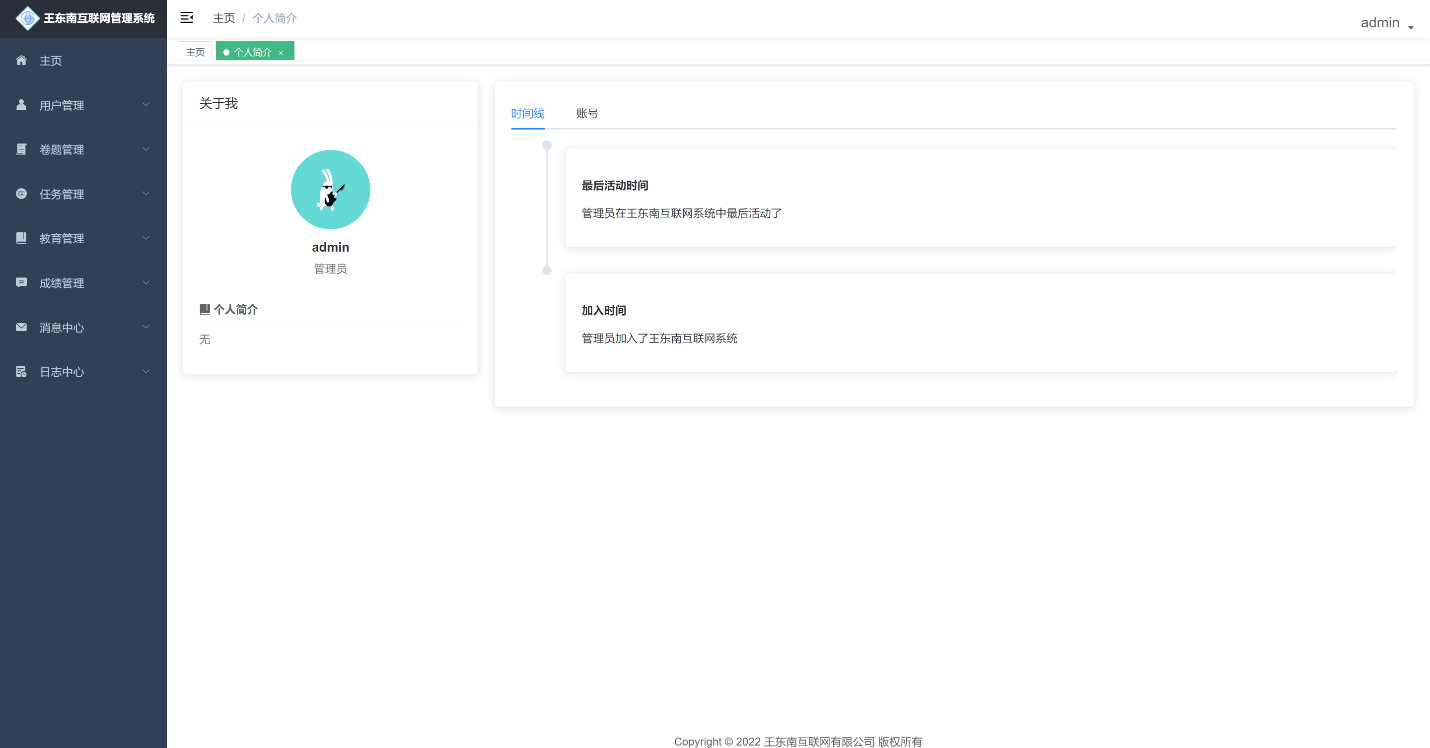 王东南互联网管理系统
主页 / 个人简介
admin
主页
个人简介 ×
主页
用户管理
卷题管理
任务管理
教育管理
成绩管理
消息中心
日志中心
关于我
admin
管理员
个人简介
无
时间线 账号
最后活动时间
管理员在王东南互联网系统中最后活动了
加入时间
管理员加入了王东南互联网系统
Copyright © 2022 王东南互联网有限公司 版权所有